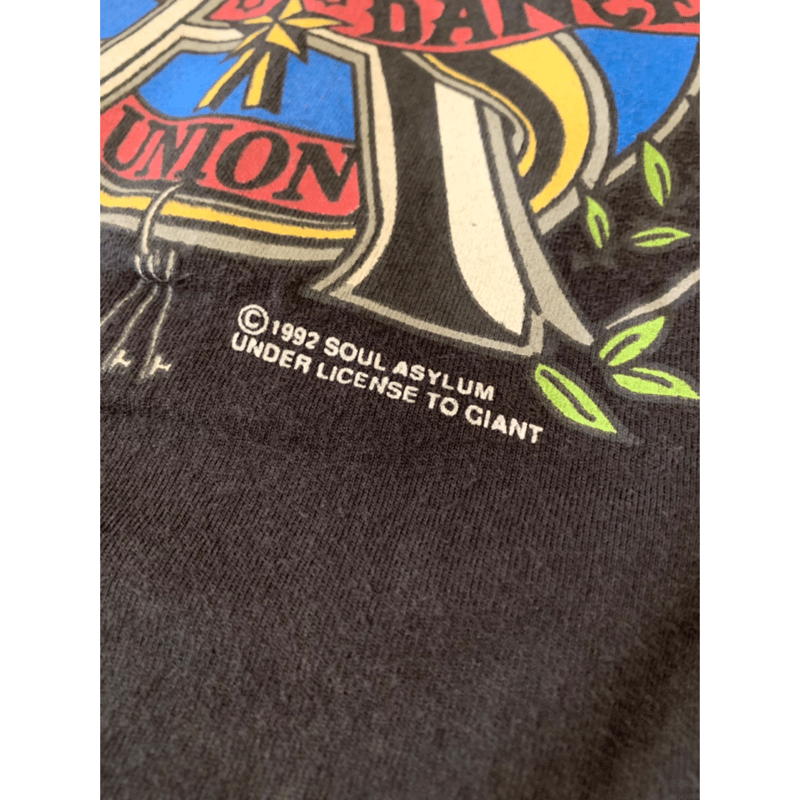 DANCE
UNION
© 1992 SOUL ASYLUM
UNDER LICENSE TO GIANT